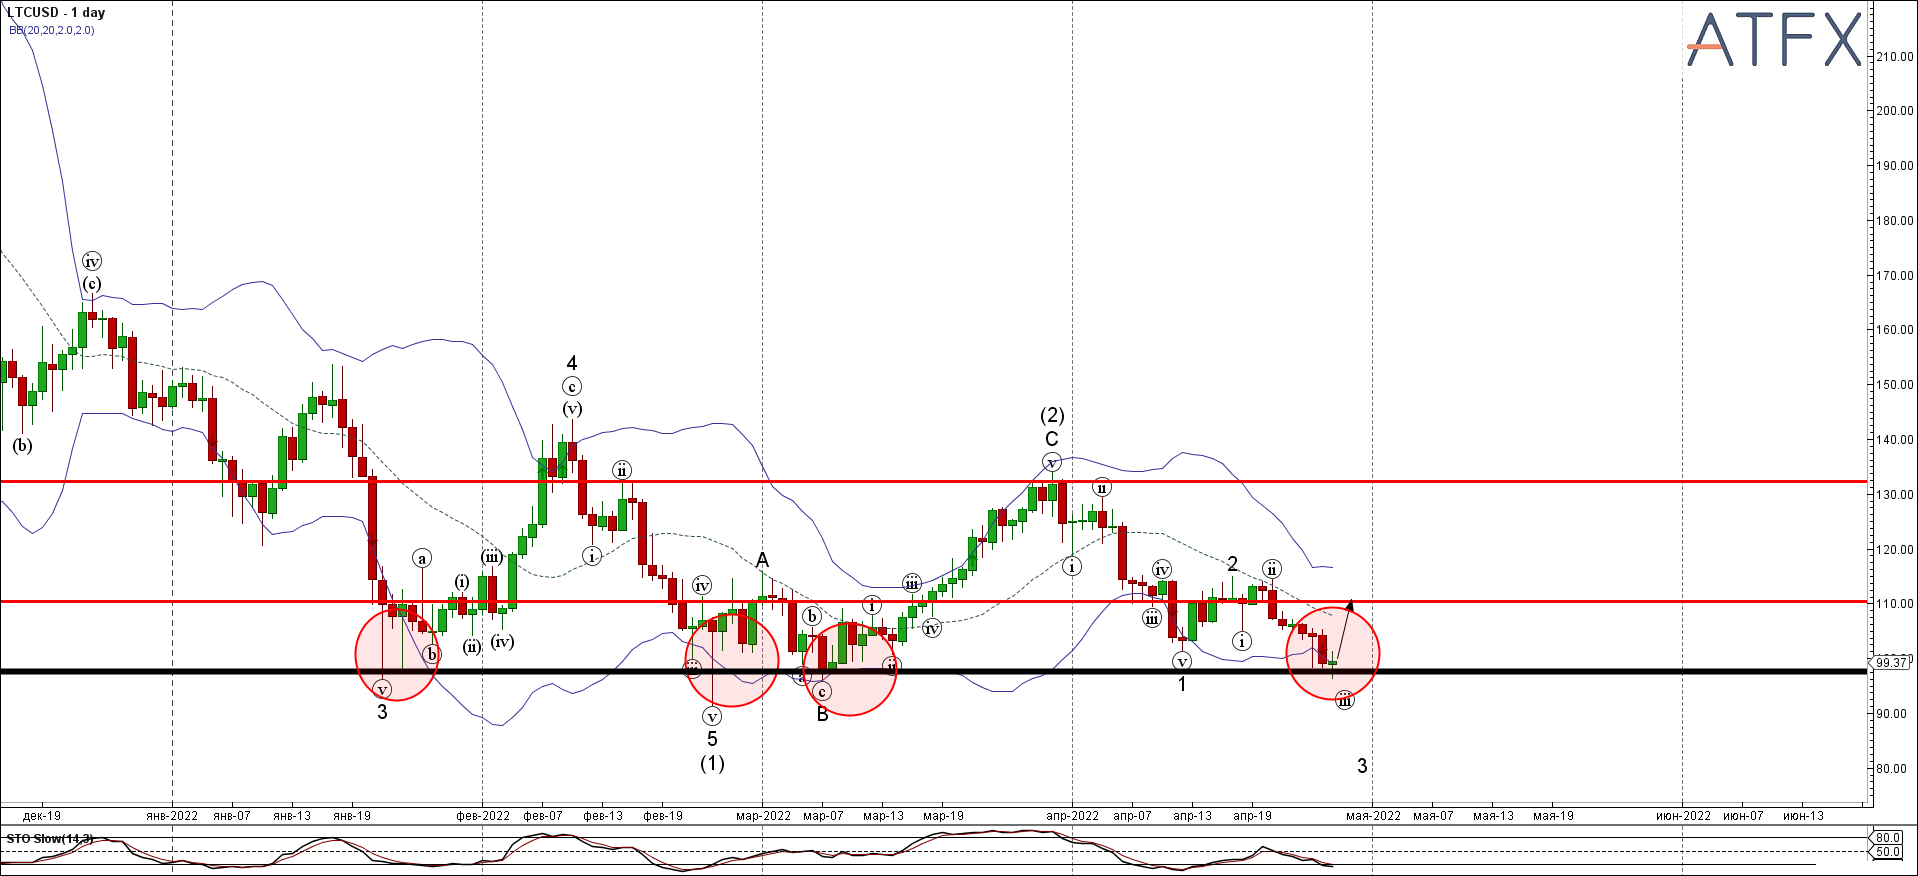 LTCUSD - 1 day
BB(20,20,2.0,2.0)
ATFX
210.00
200.00
190.00
180.00
170.00
160.00
150.00
140.00
130.00
120.00
110.00
99.37
90.00
80.00
iv
(c)
(b)
4
c
(v)
ii
i
(2)
C
v
ii
i
a
(i)
(iii)
b
(ii)
(iv)
v
3
iv
A
iii
v
5
(1)
b
a
c
B
i
ii
iii
iv
iv
iii
v
1
2
ii
i
iii
3
дек-19 янв-2022 янв-07 янв-13 янв-19 фев-2022 фев-07 фев-13 фев-19 мар-2022 мар-07 мар-13 мар-19 апр-2022 апр-07 апр-13 апр-19 мая-2022 мая-07 мая-13 мая-19 июн-2022 июн-07 июн-13
STO Slow(14,3)
80.0
50.0